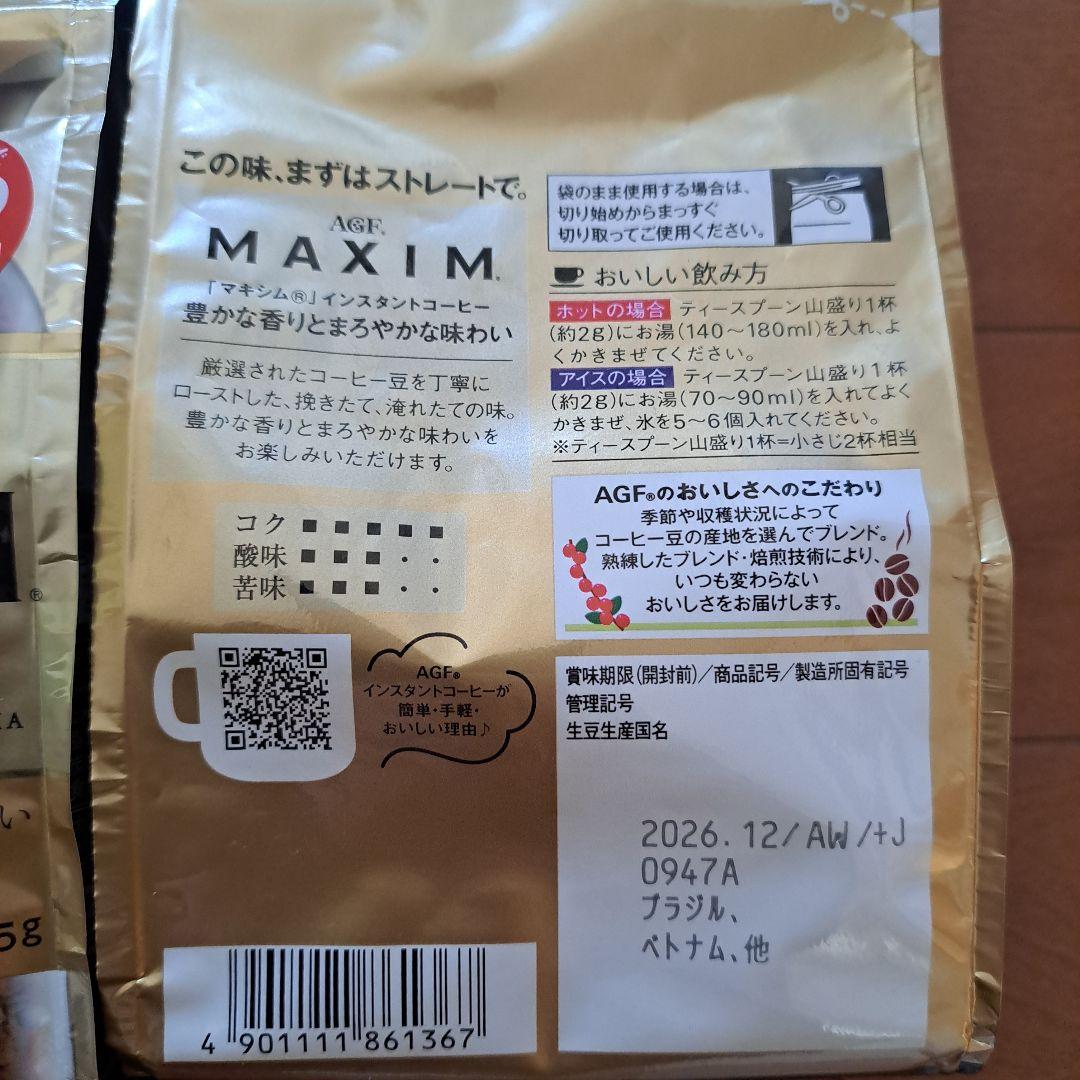 この味、まずはストレートで。
AGF®
MAXIM®
「マキシム®」インスタントコーヒー
豊かな香りとまろやかな味わい
厳選されたコーヒー豆を丁寧に
ローストした、挽きたて、淹れたての味。
豊かな香りとまろやかな味わいを
お楽しみいただけます。
コク ■ ■ ■ ■ ■
酸味 ■ ■ ■ ・ ・
苦味 ■ ■ ■ ・ ・
AGF®
インスタントコーヒーが
簡単・手軽・
おいしい理由♪
4 901111 861367
袋のまま使用する場合は、
切り始めからまっすぐ
切り取ってご使用ください。
おいしい飲み方
ホットの場合 ティースプーン山盛り1杯
(約2g)にお湯(140〜180ml)を入れ、よ
くかきまぜてください。
アイスの場合 ティースプーン山盛り1杯
(約2g)にお湯(70〜90ml)を入れてよく
かきまぜ、氷を5〜6個入れてください。
※ティースプーン山盛り1杯=小さじ2杯相当
AGF®のおいしさへのこだわり
季節や収穫状況によって
コーヒー豆の産地を選んでブレンド。
熟練したブレンド・焙煎技術により、
いつも変わらない
おいしさをお届けします。
賞味期限(開封前)/商品記号/製造所固有記号
管理記号
生豆生産国名
2026.12/AW/+J
0947A
ブラジル、
ベトナム、他
®
い
5g